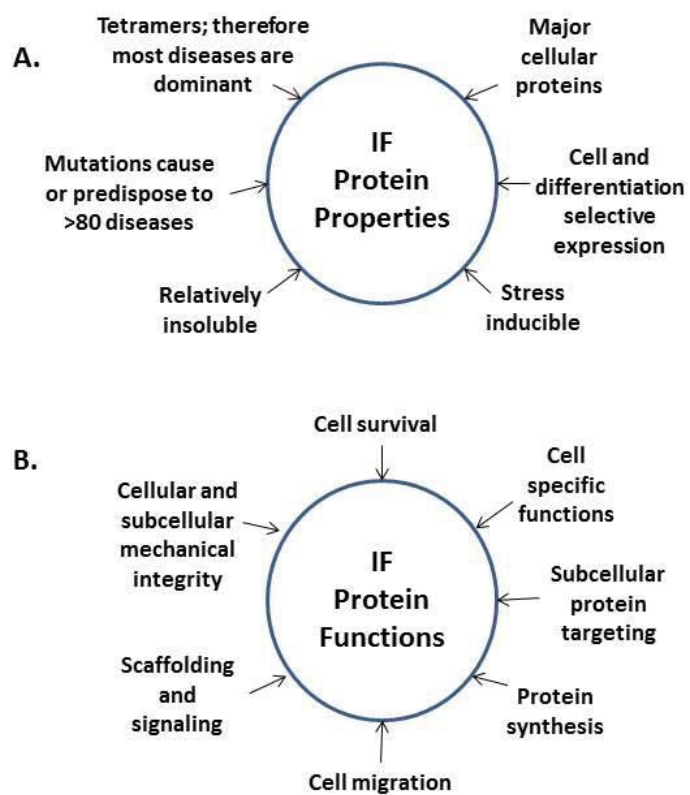 A.
Tetramers; therefore
most diseases are
dominant
Major
cellular
proteins
Mutations cause
or predispose to
>80 diseases
IF
Protein
Properties
Cell and
differentiation
selective
expression
Relatively
insoluble
Stress
inducible
B.
Cell survival
Cell
specific
functions
Cellular and
subcellular
mechanical
integrity
IF
Protein
Functions
Subcellular
protein
targeting
Scaffolding
and
signaling
Protein
synthesis
Cell migration